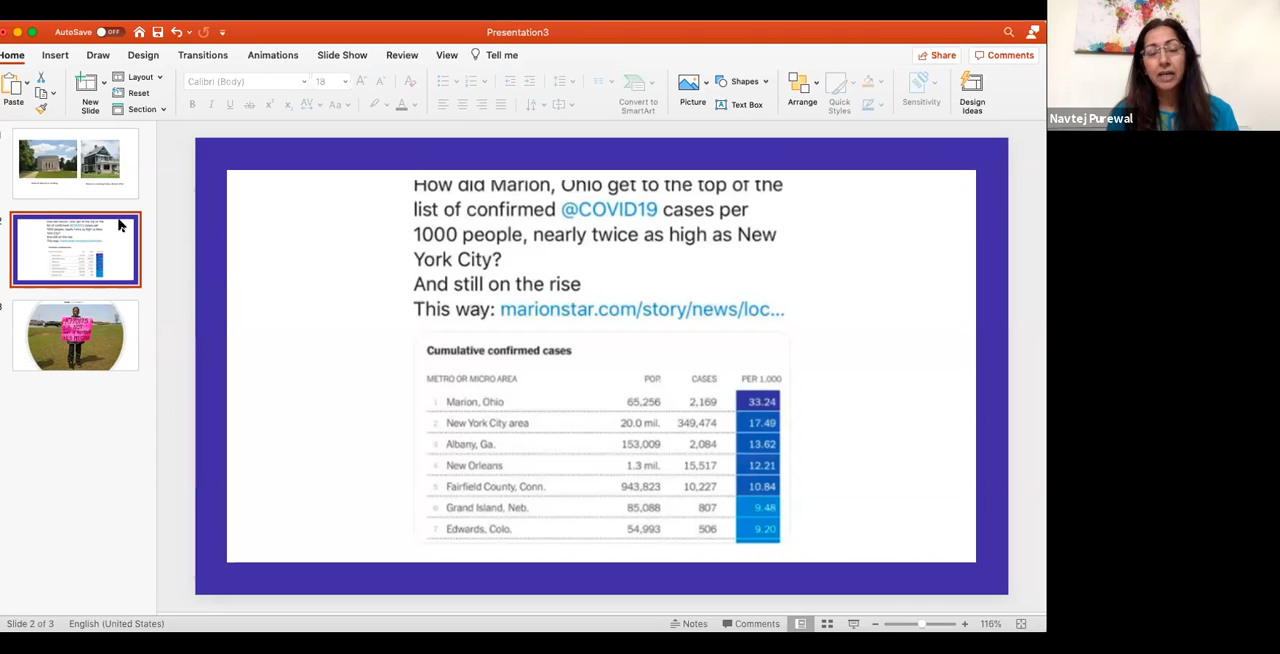 AutoSave OFF
Presentation3
Home Insert Draw Design Transitions Animations Slide Show Review View Tell me Share Comments
Paste
New Slide
Layout
Reset
Section
Calibri (Body) 18
Convert to SmartArt
Picture
Shapes
Text Box
Arrange
Quick Styles
Sensitivity
Design Ideas
Navtej Purewal
How did Marion, Ohio get to the top of the
list of confirmed @COVID19 cases per
1000 people, nearly twice as high as New
York City?
And still on the rise
This way: marionstar.com/story/news/loc...
Cumulative confirmed cases
METRO OR MICRO AREA POP. CASES PER 1,000
1 Marion, Ohio 65,256 2,169 33.24
2 New York City area 20.0 mil. 349,474 17.49
3 Albany, Ga. 153,009 2,084 13.62
4 New Orleans 1.3 mil. 15,517 12.21
5 Fairfield County, Conn. 943,823 10,227 10.84
6 Grand Island, Neb. 85,088 807 9.48
7 Edwards, Colo. 54,993 506 9.20
Slide 2 of 3 English (United States) Notes Comments 116%